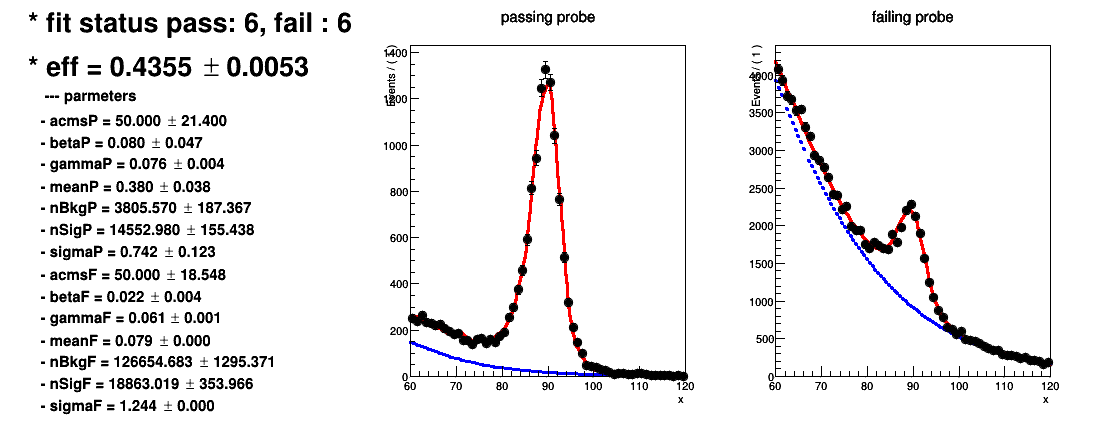 * fit status pass: 6, fail : 6
* eff = 0.4355 ± 0.0053
--- parmeters
- acmsP = 50.000 ± 21.400
- betaP = 0.080 ± 0.047
- gammaP = 0.076 ± 0.004
- meanP = 0.380 ± 0.038
- nBkgP = 3805.570 ± 187.367
- nSigP = 14552.980 ± 155.438
- sigmaP = 0.742 ± 0.123
- acmsF = 50.000 ± 18.548
- betaF = 0.022 ± 0.004
- gammaF = 0.061 ± 0.001
- meanF = 0.079 ± 0.000
- nBkgF = 126654.683 ± 1295.371
- nSigF = 18863.019 ± 353.966
- sigmaF = 1.244 ± 0.000
passing probe
Events / ( 1 )
1400
1200
1000
800
600
400
200
0
60 70 80 90 100 110 120
x
failing probe
Events / ( 1 )
4000
3500
3000
2500
2000
1500
1000
500
0
60 70 80 90 100 110 120
x